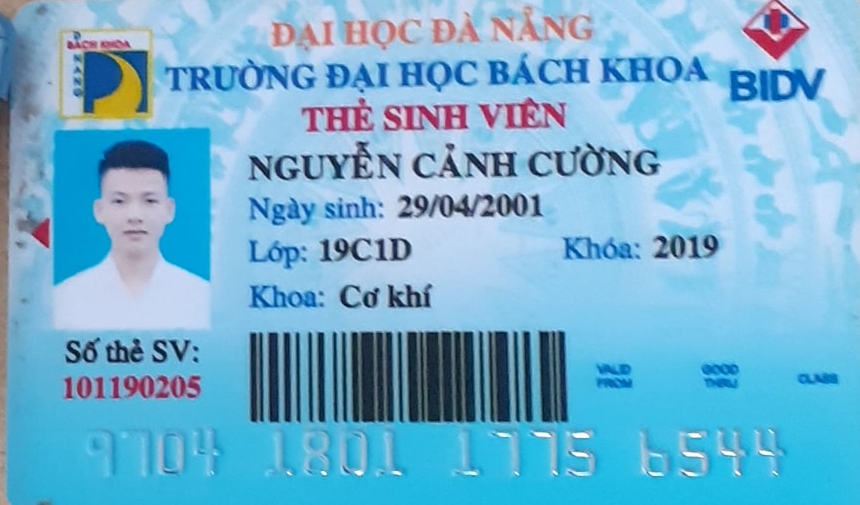 ĐẠI HỌC ĐÀ NẴNG
BÁCH KHOA
ĐA NANG
TRƯỜNG ĐẠI HỌC BÁCH KHOA
BIDV
THẺ SINH VIÊN
NGUYỄN CẢNH CƯỜNG
Ngày sinh: 29/04/2001
Lớp: 19C1D Khóa: 2019
Khoa: Cơ khí
Số thẻ SV:
101190205
VALID FROM
GOOD THRU
CLASS
9704 1801 1775 6544